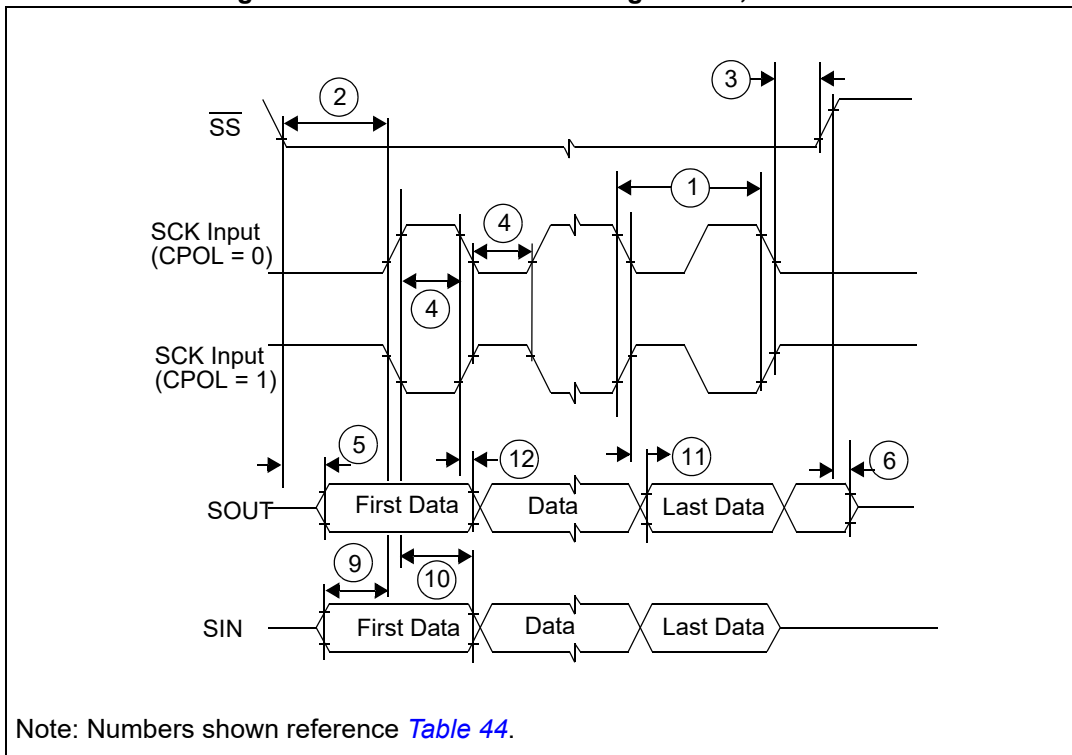 3
2
SS
1
SCK Input
(CPOL = 0)
4
4
SCK Input
(CPOL = 1)
5
12
11
6
SOUT
First Data
Data
Last Data
9
10
SIN
First Data
Data
Last Data
Note: Numbers shown reference Table 44.